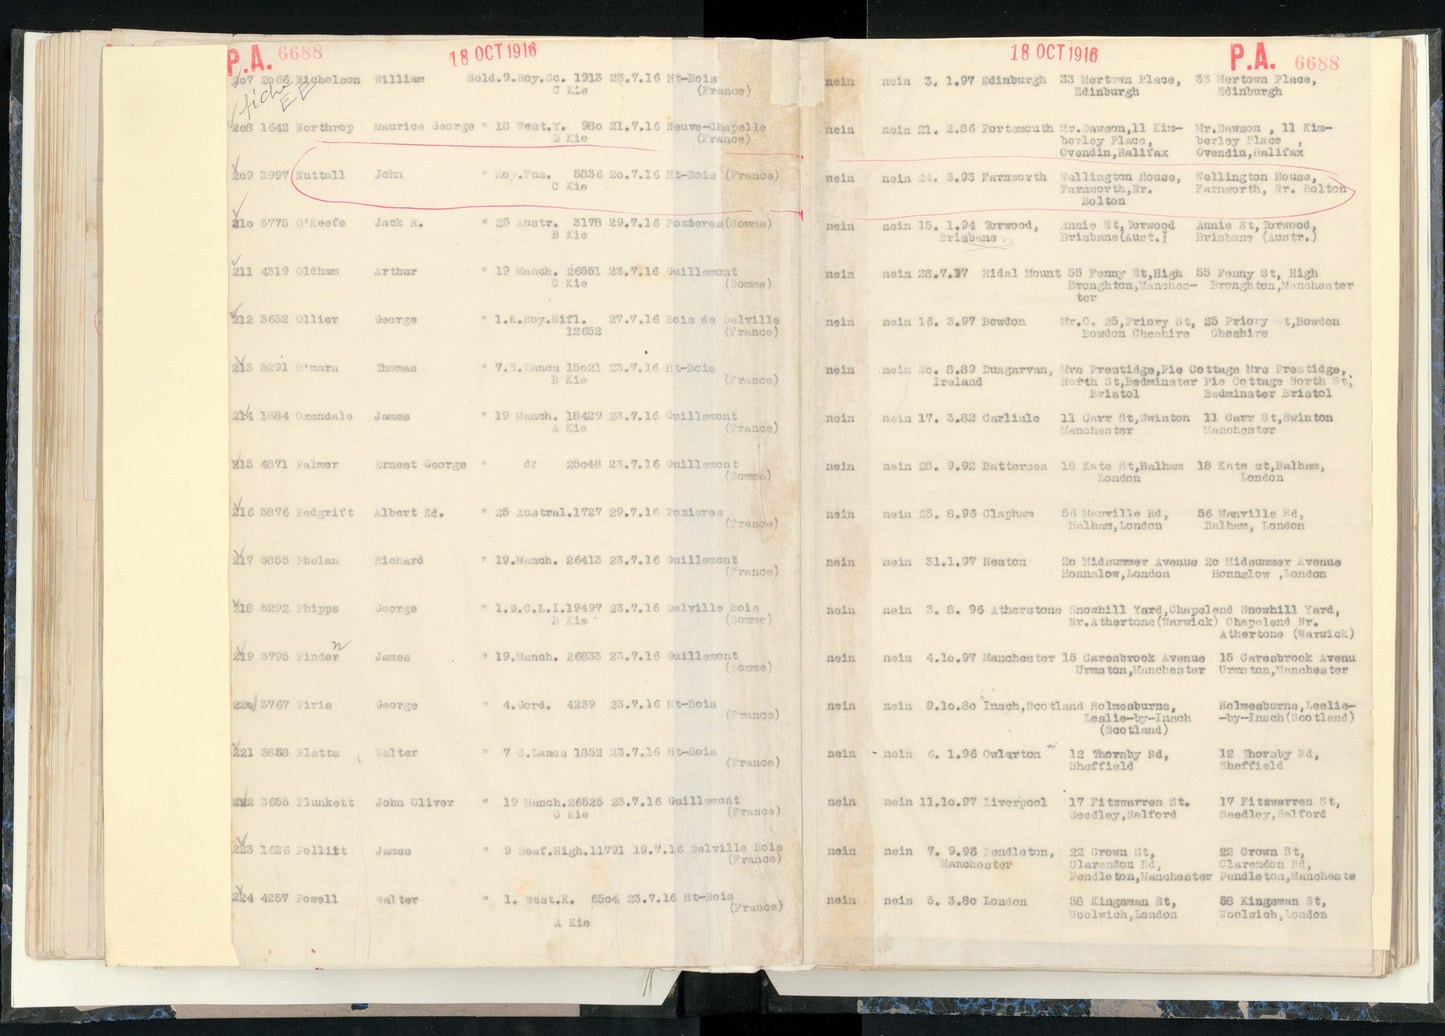 P.A. 6688 18 OCT 1916 18 OCT 1916 P.A. 6688
207 2066 Nicholson William Sold.9.Roy.Sc. 1913 23.7.16 Ht-Bois nein nein 3. 1.97 Edinburgh 33 Mertown Place, 33 Mertown Place,
C Kie (France) Edinburgh Edinburgh
208 1642 Northrop Maurice George " 18 West.Y. 980 21.7.16 Neuve-Chapelle nein nein 21. 2.86 Portsmouth Mr.Dawson,11 Kim- Mr.Dawson , 11 Kim-
D Kie (France) berley Place, berley Place ,
Ovendin,Halifax Ovendin,Halifax
209 3997 Nuttall John " Roy.Fus. 5836 20.7.16 Ht-Bois (France) nein nein 24. 3.93 Farnworth Wellington House, Wellington House,
C Kie Farnworth,Nr. Farnworth, Nr. Bolton
Bolton
210 5775 O'Keefe Jack R. " 25 Austr. 3178 29.7.16 Pozieres(Somme) nein nein 15. 1.94 Torwood, Annie St,Torwood Annie St,Torwood,
B Kie Brisbane Brisbane(Aust.) Brisbane (Austr.)
211 4319 Oldham Arthur " 19 Manch. 26551 23.7.16 Guillemont nein nein 28.7.97 Ridal Mount 55 Penny St,High 55 Penny St, High
C Kie (Somme) Bronghton,Manches- Bronghton,Manchester
ter
212 3652 Ollier George " 1.K.Roy.Rifl. 27.7.16 Bois de Delville nein nein 16. 3.97 Bowdon Mr.C. 25,Priory St, 25 Priory t,Bowdon
12652 (France) Bowdon Cheshire Cheshire
213 5291 O'mara Thomas " 7.S.Lancs 15021 23.7.16 Ht-Bois nein nein 20. 8.89 Dungarvan, Mrs Prestidge,Pie Cottage Mrs Prestidge,
B Kie (France) Ireland North St,Bedminster Pie Cottage North St,
Bristol Bedminster Bristol
214 1884 Oxendale James " 19 Manch. 18429 23.7.16 Guillemont nein nein 17. 3.82 Carlisle 11 Carr St,Swinton 11 Carr St,Swinton
A Kie (France) Manchester Manchester
215 4871 Palmer Ernest George " d2 25048 23.7.16 Guillemont nein nein 28. 9.92 Battersea 18 Kate St,Balham 18 Kate st,Balham,
(Somme) London London
216 5876 Pedgrift Albert Ed. " 25 Austral.1727 29.7.16 Pozieres nein nein 25. 8.96 Clapham 56 Manville Rd, 56 Manville Rd,
(France) Balham,London Balham, London
217 5855 Phelan Richard " 19.Manch. 26413 23.7.16 Guillemont nein nein 31.1.97 Heston 20 Midsummer Avenue 20 Midsummer Avenue
(France) Honnslow,London Honnslow ,London
218 5292 Phipps George " 1.D.C.L.I.19497 23.7.16 Delville Bois nein nein 3. 8. 96 Atherstone Snowhill Yard,Chapelend Snowhill Yard,
B Kie (Somme) Nr.Athertone(Warwick) Chapelend Nr.
Athertone (Warwick)
219 3795 Pinder James " 19.Manch. 26833 23.7.16 Guillemont nein nein 4.10.97 Manchester 15 Caresbrook Avenue 15 Caresbrook Avenu
(Somme) Urmston,Manchester Urmston,Manchester
220 3767 Pirie George " 4.Gord. 4239 23.7.16 Ht-Bois nein nein 9.10.80 Insch,Scotland Holmesburne, Holmesburne,Leslie-
(France) Leslie-by-Insch -by-Insch(Scotland)
(Scotland)
221 3858 Platts Walter " 7 S.Lancs 1852 23.7.16 Ht-Bois nein nein 6. 1.96 Owlerton 12 Thorsby Rd, 12 Thorsby Rd,
(France) Sheffield Sheffield
222 3655 Plunkett John Oliver " 19 Manch.26525 23.7.16 Guillemont nein nein 11.10.97 Liverpool 17 Fitzwarren St. 17 Fitzwarren St,
C Kie (France) Seedley,Salford Seedley,Salford
223 1626 Pollitt James " 9 Seaf.High.11791 19.7.16 Delville Bois nein nein 7. 9.95 Pendleton, 22 Crown St, 22 Crown St,
(France) Manchester Clarendon Rd, Clarendon Rd,
Pendleton,Manchester Pendleton,Mancheste
224 4257 Powell Walter " 1. West.K. 6504 23.7.16 Ht-Bois nein nein 5. 3.80 London 58 Kingsman St, 58 Kingsman St,
(France) Woolwich,London Woolwich,London
A Kie